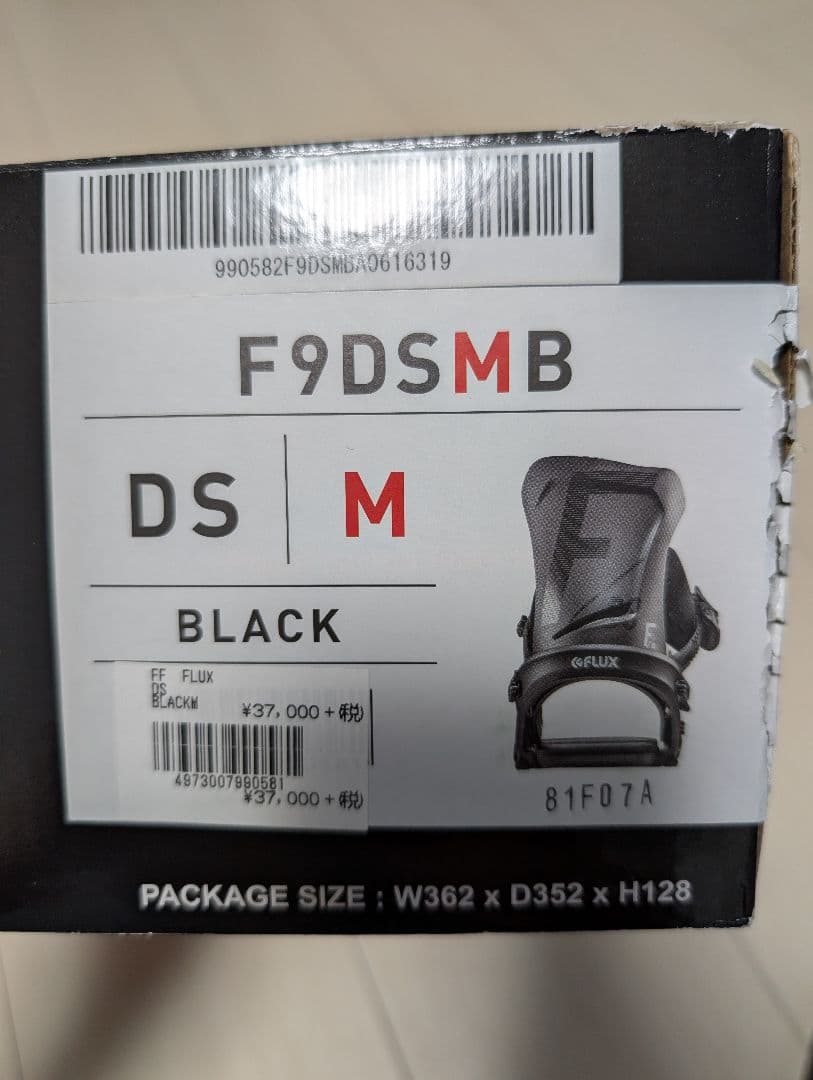 990582F9DSMBA0616319
F9DSMB
DS M
BLACK
FF FLUX
DS
BLACKM
¥37,000+(税)
4973007990581
¥37,000+(税)
F
F.
FLUX
81F07A
PACKAGE SIZE : W362 x D352 x H128